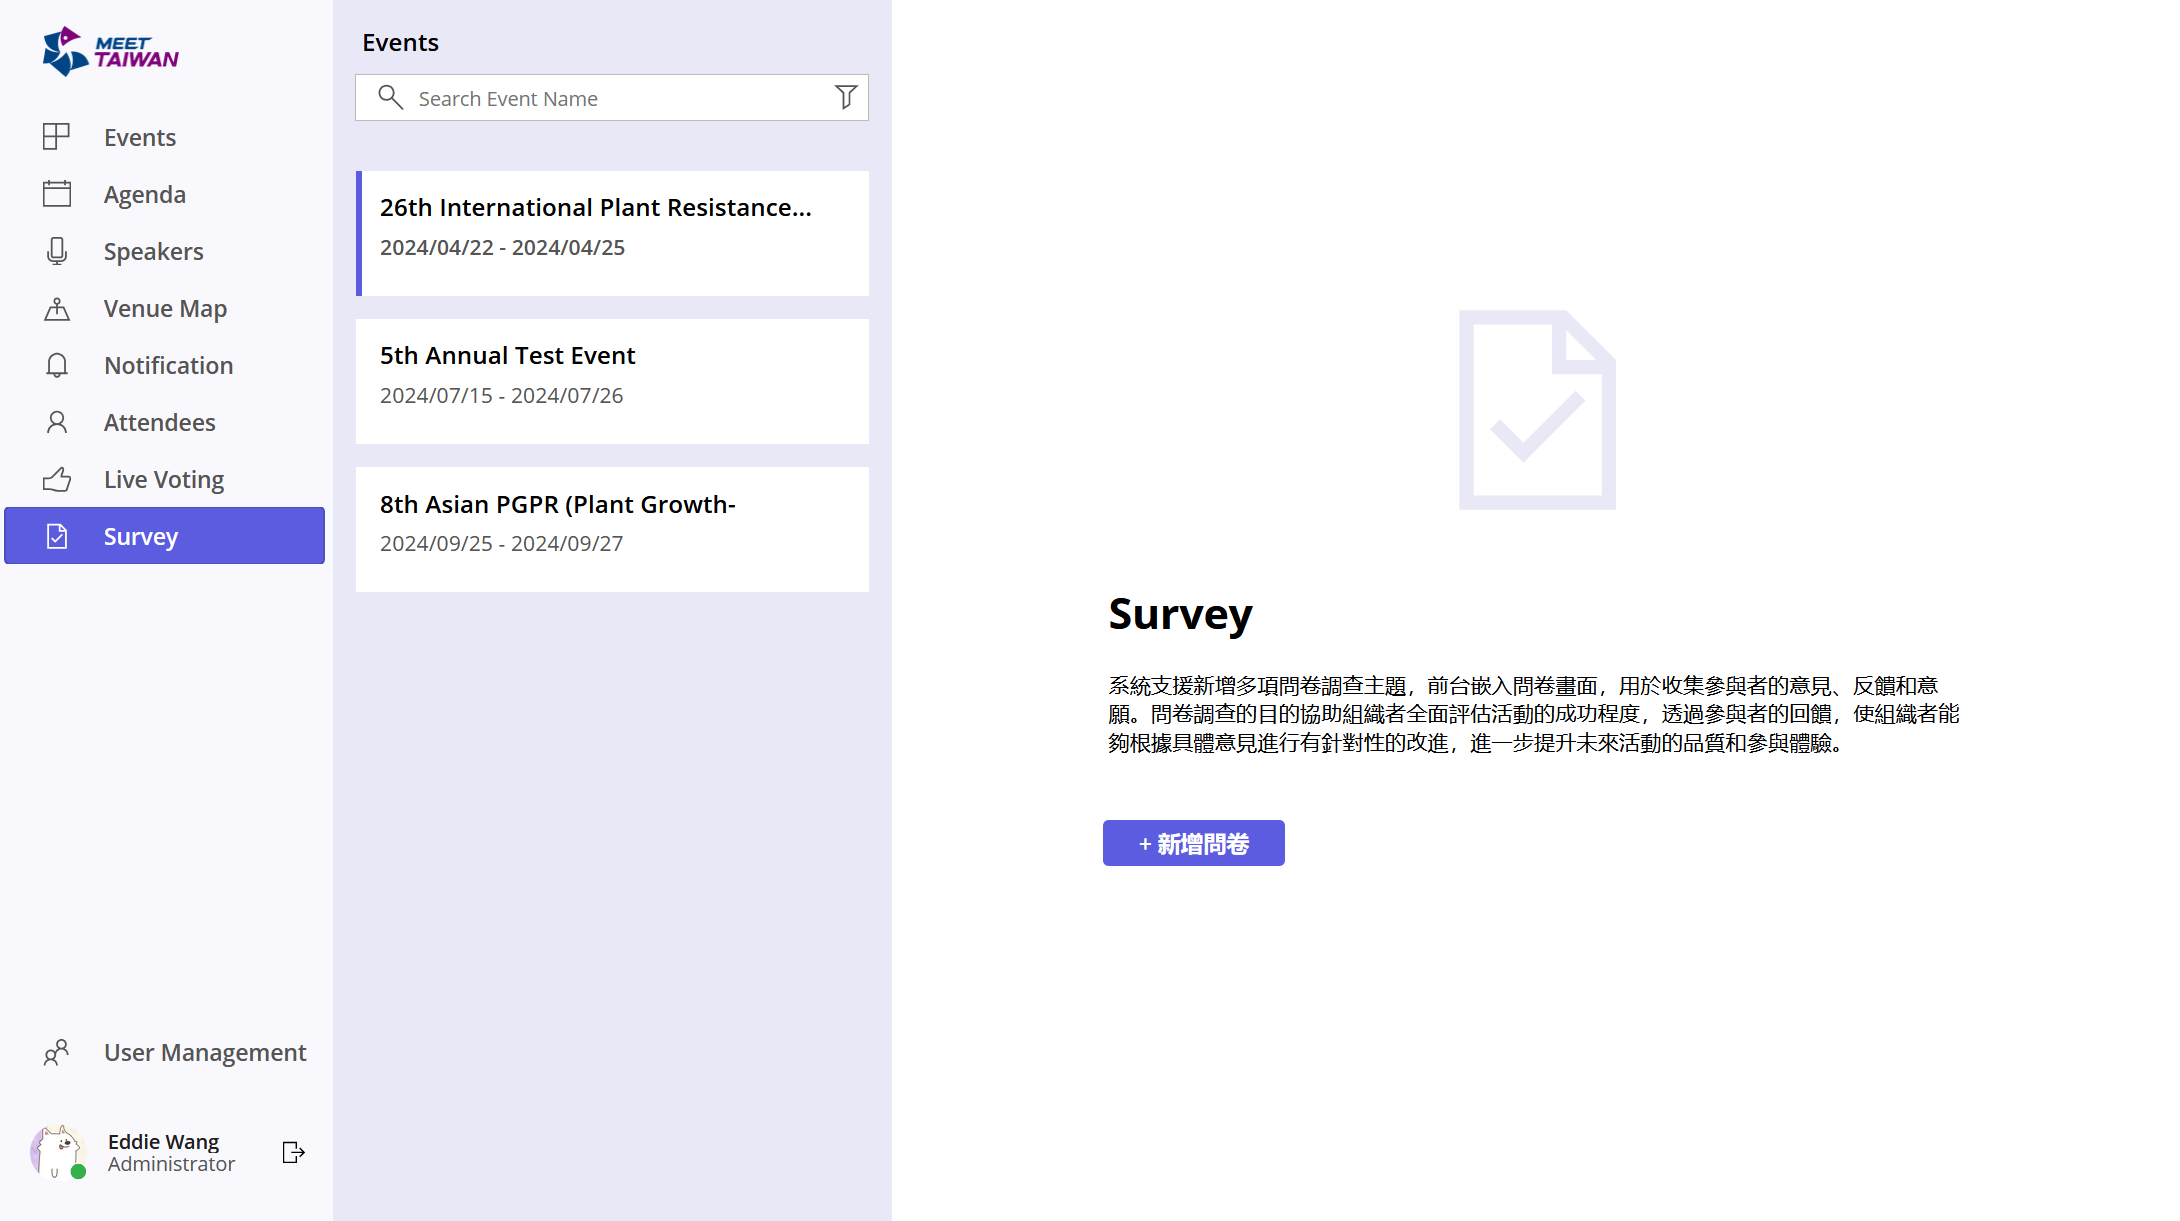 MEET
TAIWAN
Events
Agenda
Speakers
Venue Map
Notification
Attendees
Live Voting
Survey
User Management
Eddie Wang
Administrator
Events
Search Event Name
26th International Plant Resistance...
2024/04/22 - 2024/04/25
5th Annual Test Event
2024/07/15 - 2024/07/26
8th Asian PGPR (Plant Growth-
2024/09/25 - 2024/09/27
Survey
系統支援新增多項問卷調查主題，前台嵌入問卷畫面，用於收集參與者的意見、反饋和意
願。問卷調查的目的協助組織者全面評估活動的成功程度，透過參與者的回饋，使組織者能
夠根據具體意見進行有針對性的改進，進一步提升未來活動的品質和參與體驗。
+ 新增問卷